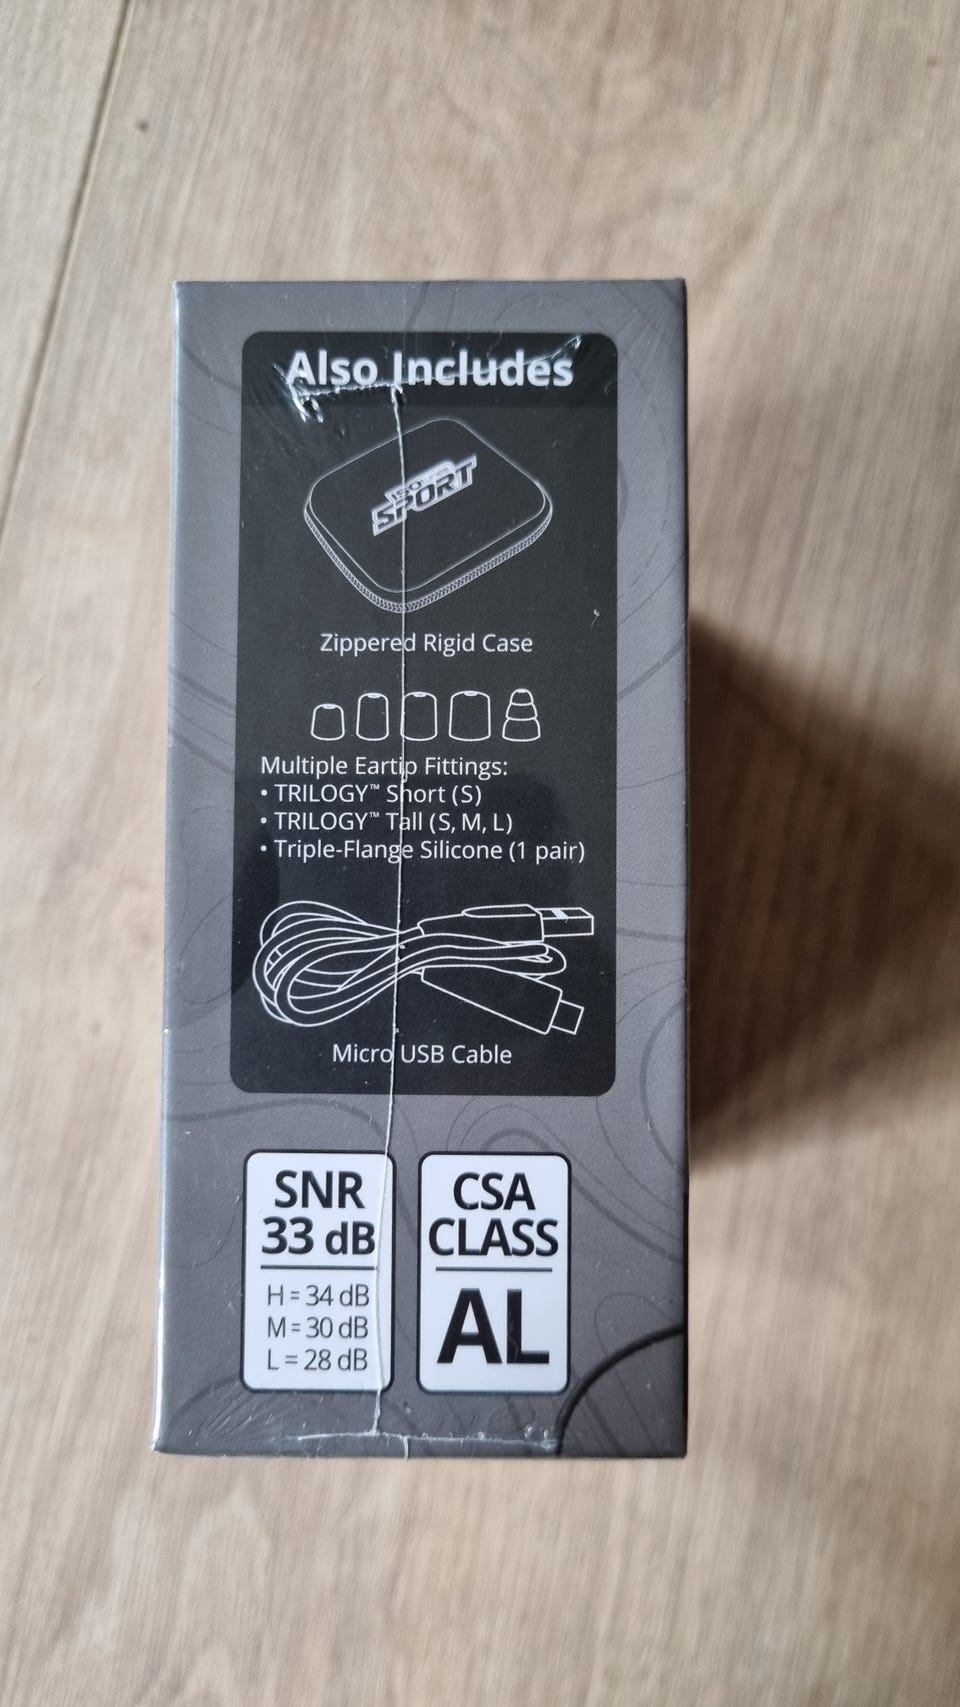 Also Includes
ISO
SPORT
Zippered Rigid Case
Multiple Eartip Fittings:
• TRILOGY™ Short (S)
• TRILOGY™ Tall (S, M, L)
• Triple-Flange Silicone (1 pair)
Micro USB Cable
SNR
33 dB
H = 34 dB
M = 30 dB
L = 28 dB
CSA
CLASS
AL